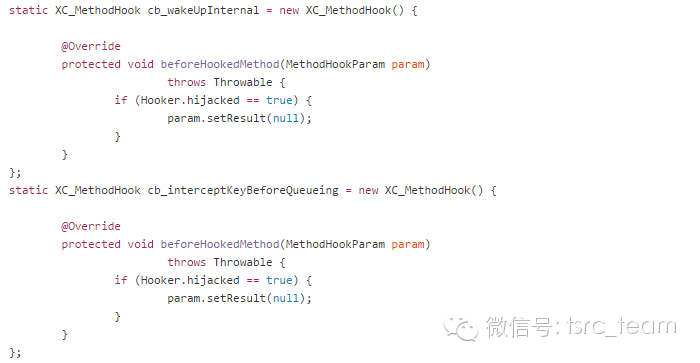 static XC_MethodHook cb_wakeUpInternal = new XC_MethodHook() {
@Override
protected void beforeHookedMethod(MethodHookParam param)
throws Throwable {
if (Hooker.hijacked == true) {
param.setResult(null);
}
}
};
static XC_MethodHook cb_interceptKeyBeforeQueueing = new XC_MethodHook() {
@Override
protected void beforeHookedMethod(MethodHookParam param)
throws Throwable {
if (Hooker.hijacked == true) {
param.setResult(null);
}
}
};
微信号: tsrc_team